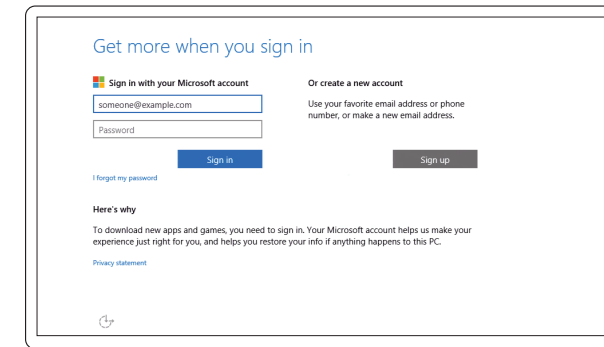 Get more when you sign in
Sign in with your Microsoft account
someone@example.com
Password
Sign in
I forgot my password
Or create a new account
Use your favorite email address or phone
number, or make a new email address.
Sign up
Here's why
To download new apps and games, you need to sign in. Your Microsoft account helps us make your
experience just right for you, and helps you restore your info if anything happens to this PC.
Privacy statement